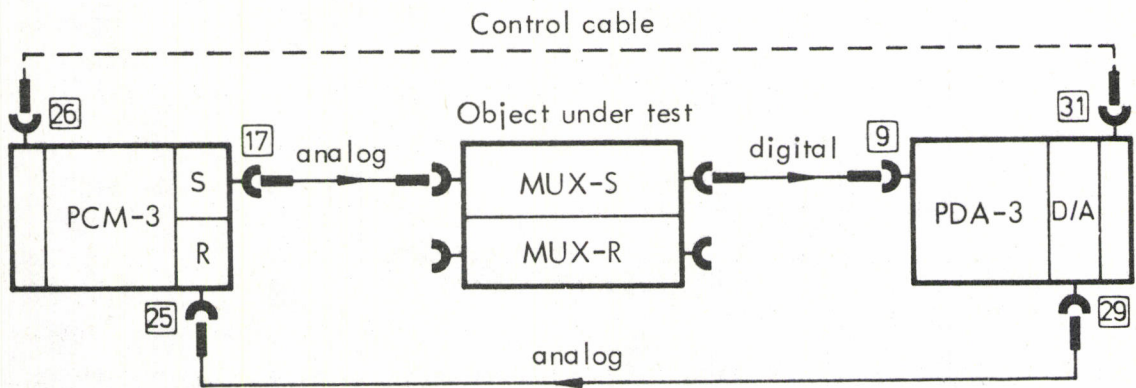 Control cable
26
31
Object under test
17
analog
digital
9
S
MUX-S
PCM-3
PDA-3
D/A
R
MUX-R
25
29
analog